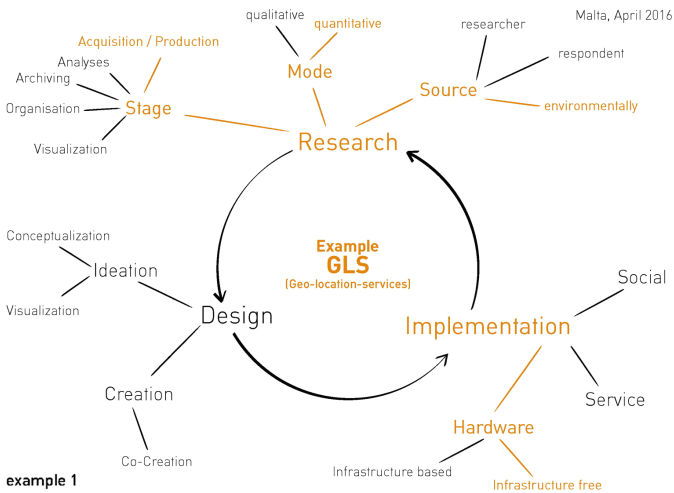 Malta, April 2016
qualitative
quantitative
Mode
researcher
respondent
environmentally
Source
Acquisition / Production
Analyses
Archiving
Organisation
Visualization
Stage
Research
Example
GLS
(Geo-location-services)
Conceptualization
Ideation
Visualization
Design
Creation
Co-Creation
Implementation
Social
Service
Hardware
Infrastructure based
Infrastructure free
example 1